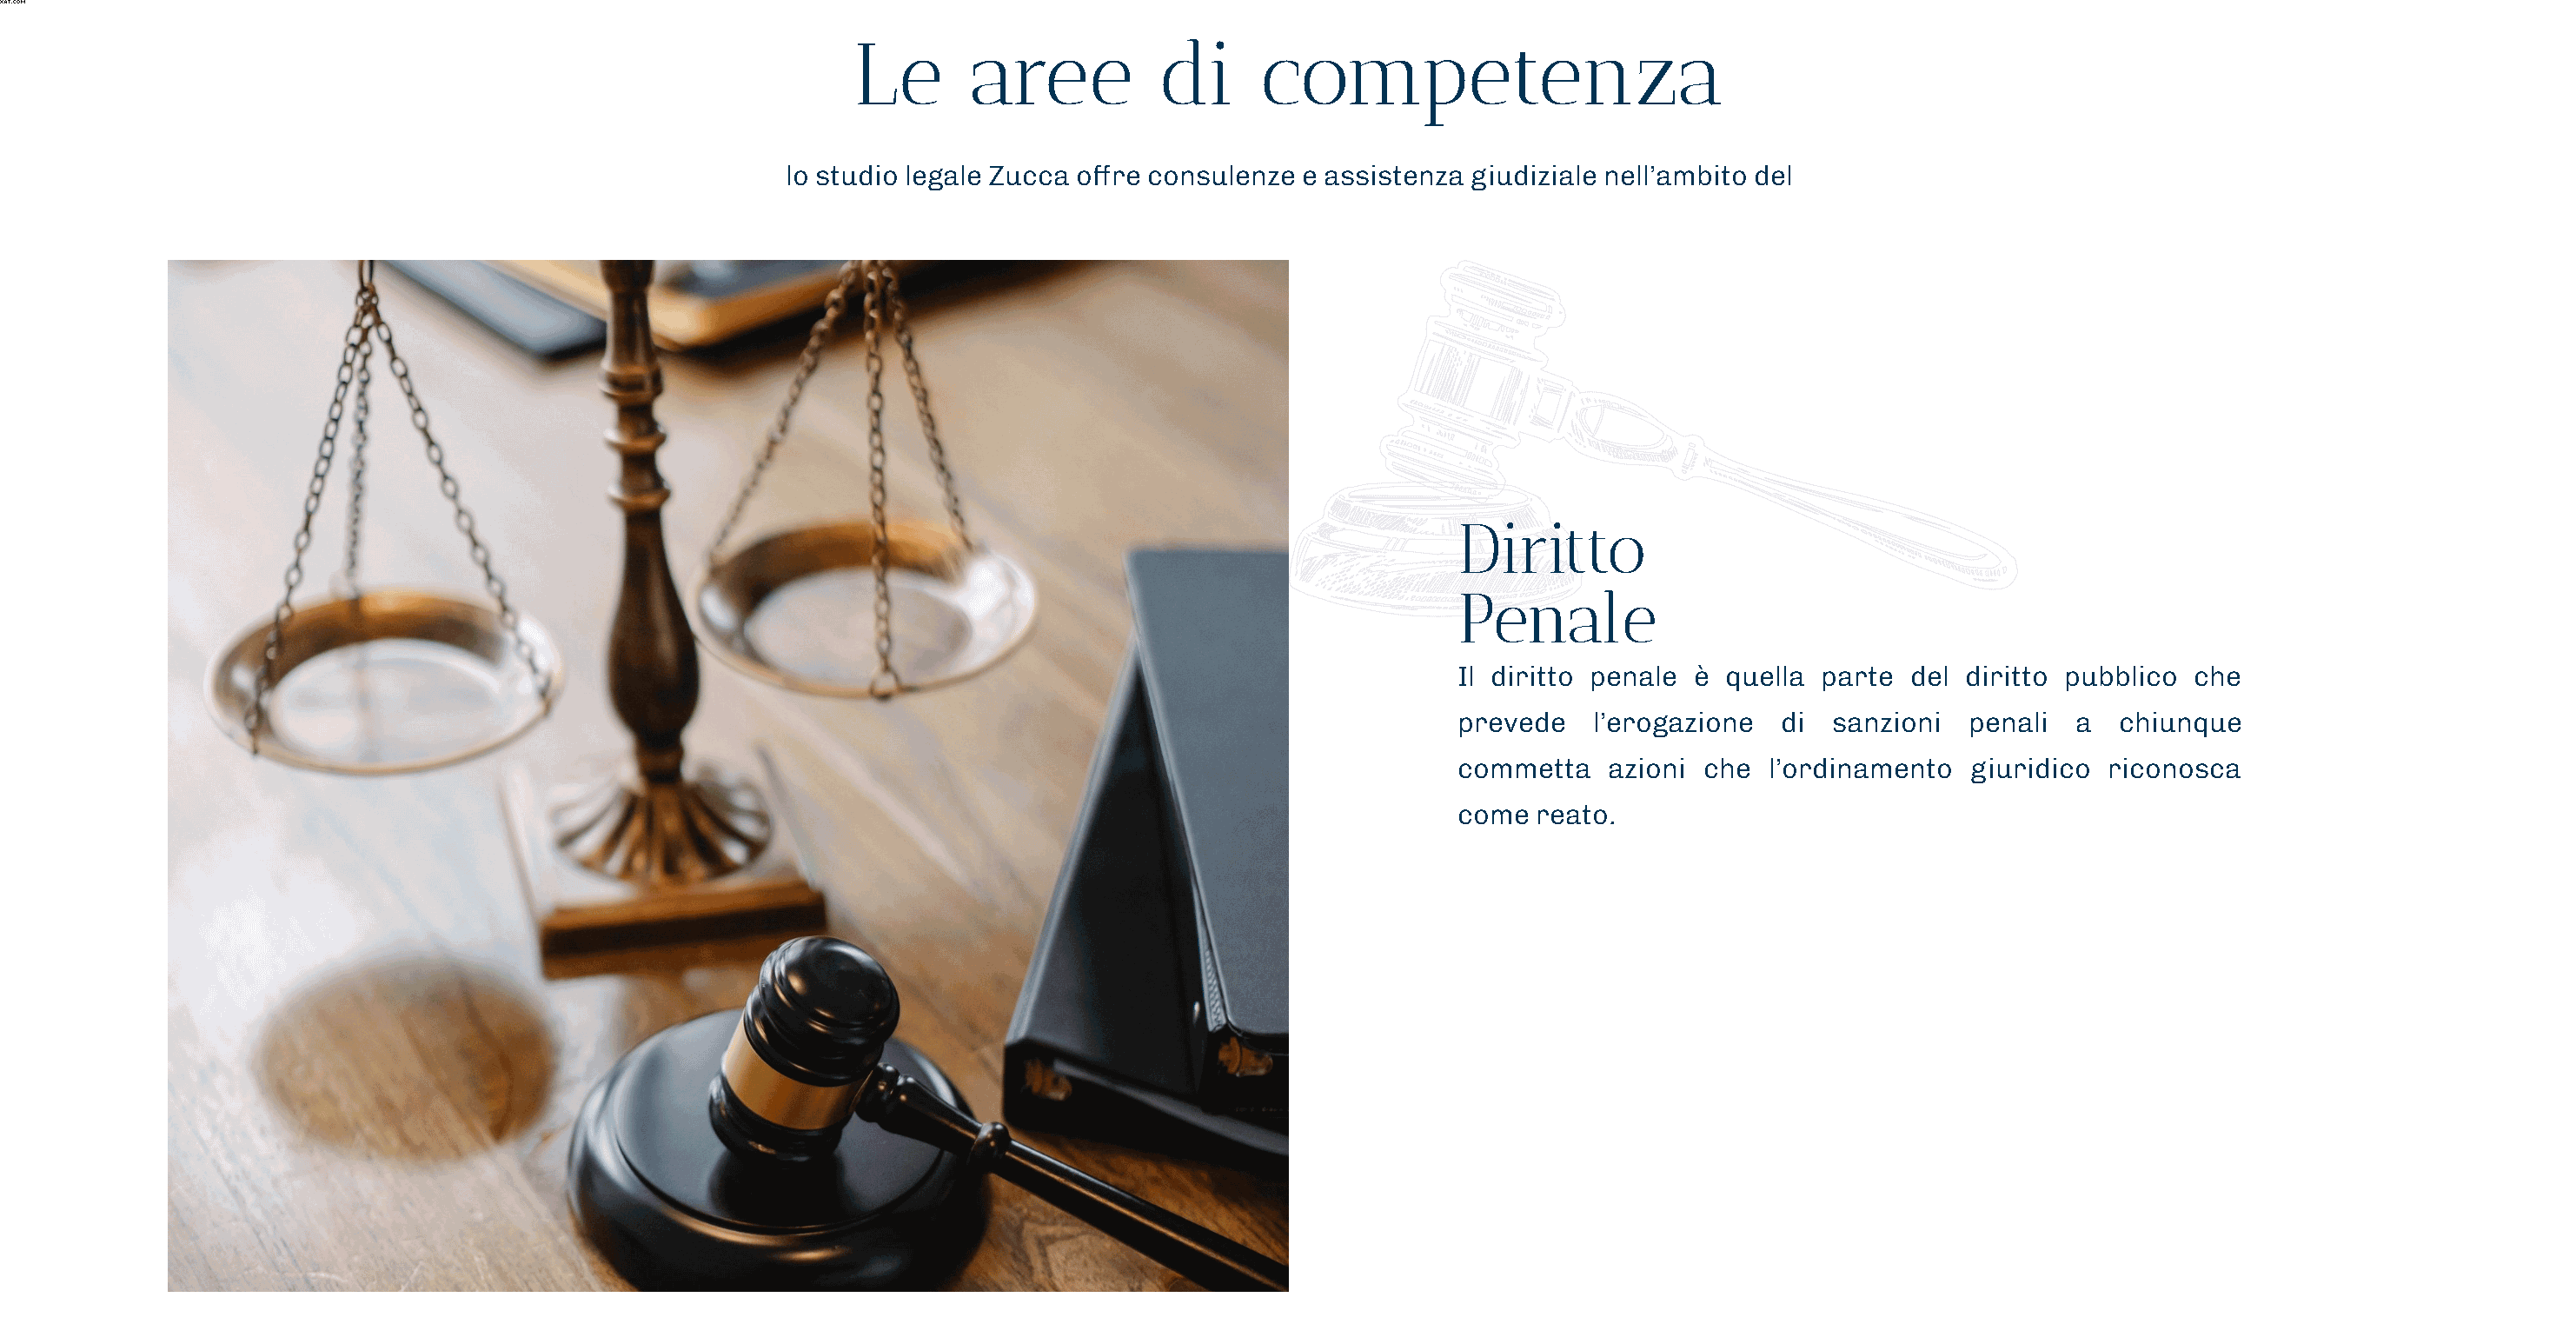 Le aree di competenza
lo studio legale Zucca offre consulenze e assistenza giudiziale nell’ambito del
Diritto
Penale
Il diritto penale è quella parte del diritto pubblico che
prevede l’erogazione di sanzioni penali a chiunque
commetta azioni che l’ordinamento giuridico riconosca
come reato.